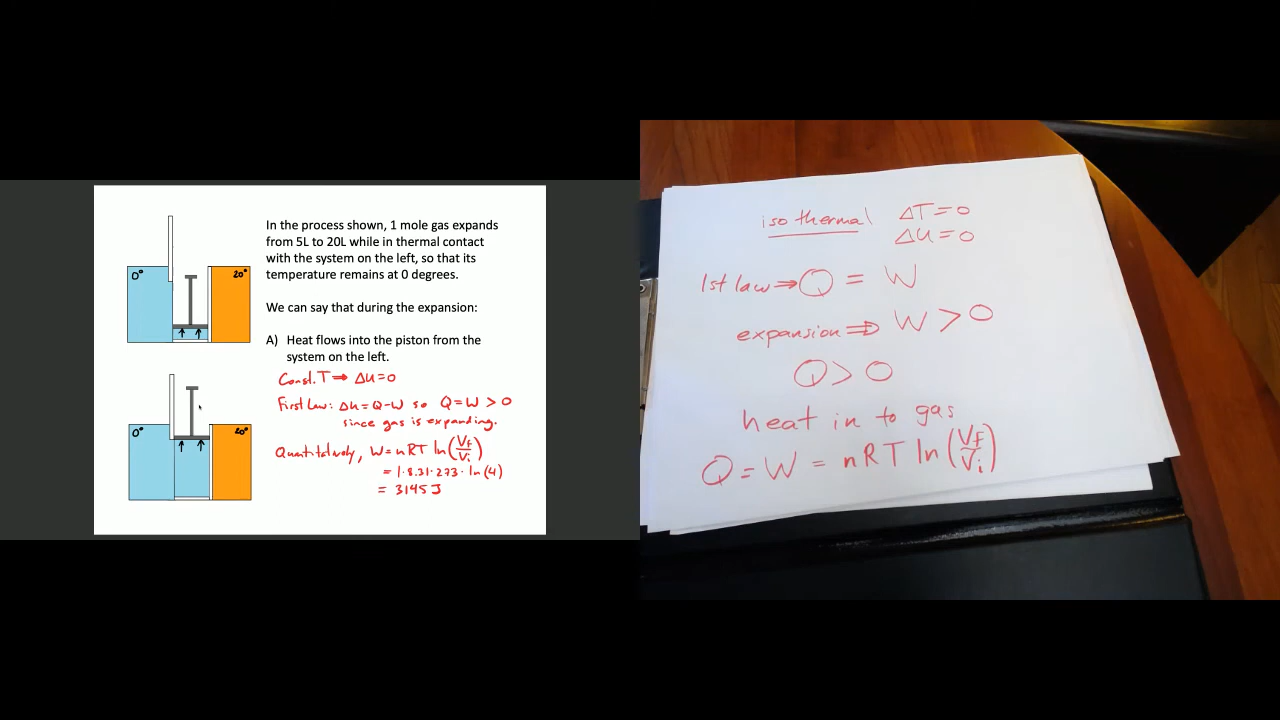 In the process shown, 1 mole gas expands
from 5L to 20L while in thermal contact
with the system on the left, so that its
temperature remains at 0 degrees.
We can say that during the expansion:
A) Heat flows into the piston from the
system on the left.
Const. T ⇒ ΔU=0
First Law: ΔU=Q-W so Q=W > 0
since gas is expanding.
Quantitatively, W=nRT ln(Vf/Vi)
= 1·8.31·273·ln(4)
= 3145 J
0°
20°
0°
20°
isothermal ΔT=0
ΔU=0
1st law ⇒ Q = W
expansion ⇒ W > 0
Q > 0
heat in to gas
Q = W = nRT ln(Vf/Vi)